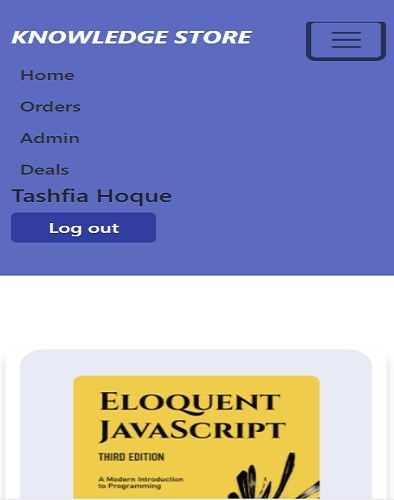 KNOWLEDGE STORE
Home
Orders
Admin
Deals
Tashfia Hoque
Log out
ELOQUENT
JAVASCRIPT
THIRD EDITION
A Modern Introduction
to Programming